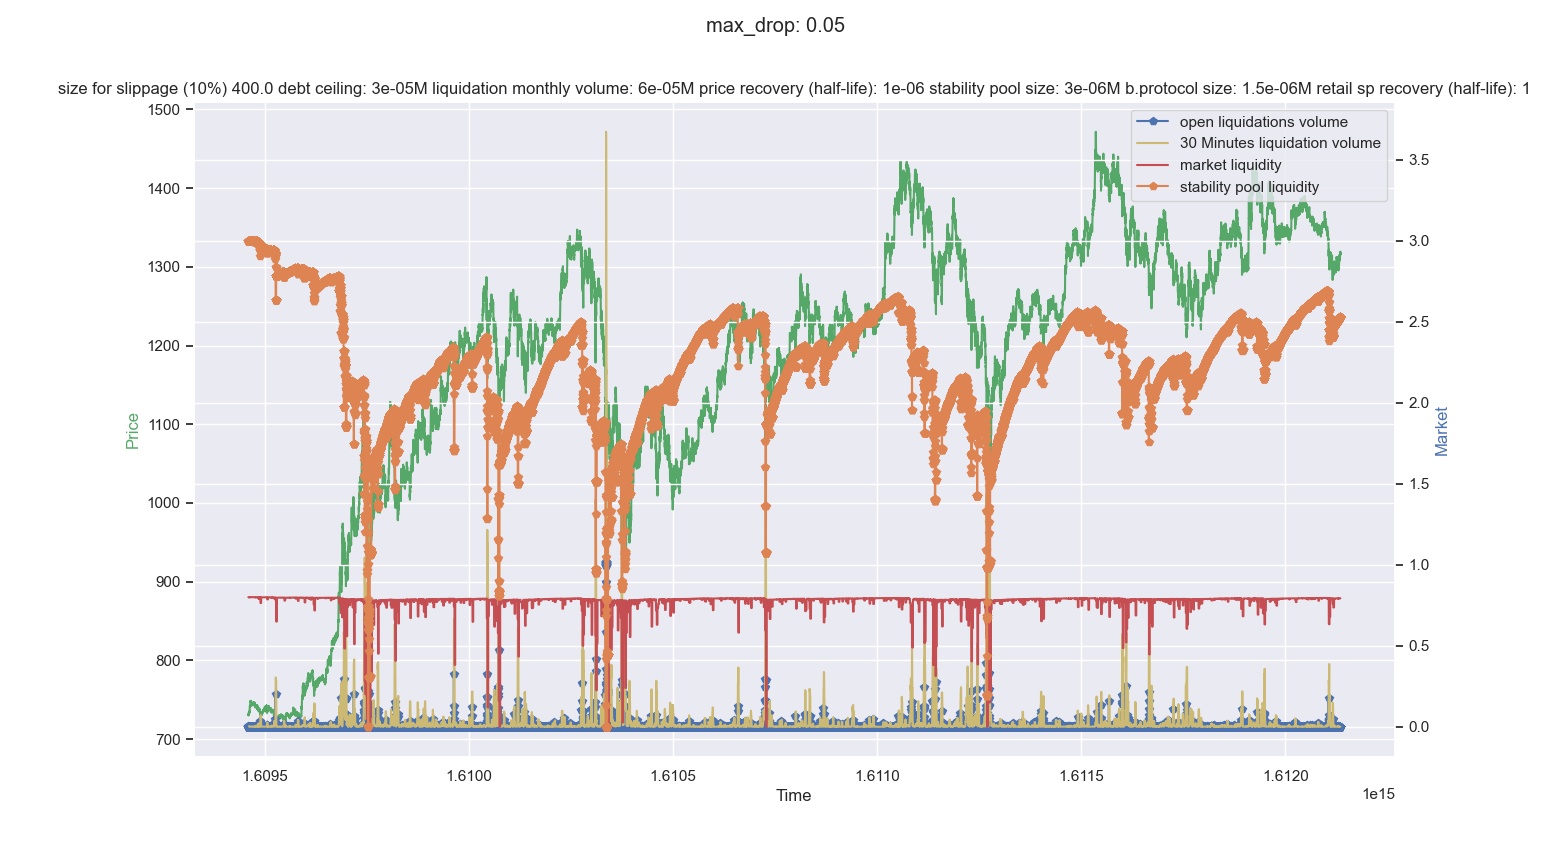 max_drop: 0.05
size for slippage (10%) 400.0 debt ceiling: 3e-05M liquidation monthly volume: 6e-05M price recovery (half-life): 1e-06 stability pool size: 3e-06M b.protocol size: 1.5e-06M retail sp recovery (half-life): 1
open liquidations volume
30 Minutes liquidation volume
market liquidity
stability pool liquidity
1500
1400
1300
1200
1100
1000
900
800
700
Price
3.5
3.0
2.5
2.0
1.5
1.0
0.5
0.0
Market
1.6095 1.6100 1.6105 1.6110 1.6115 1.6120
Time
1e15